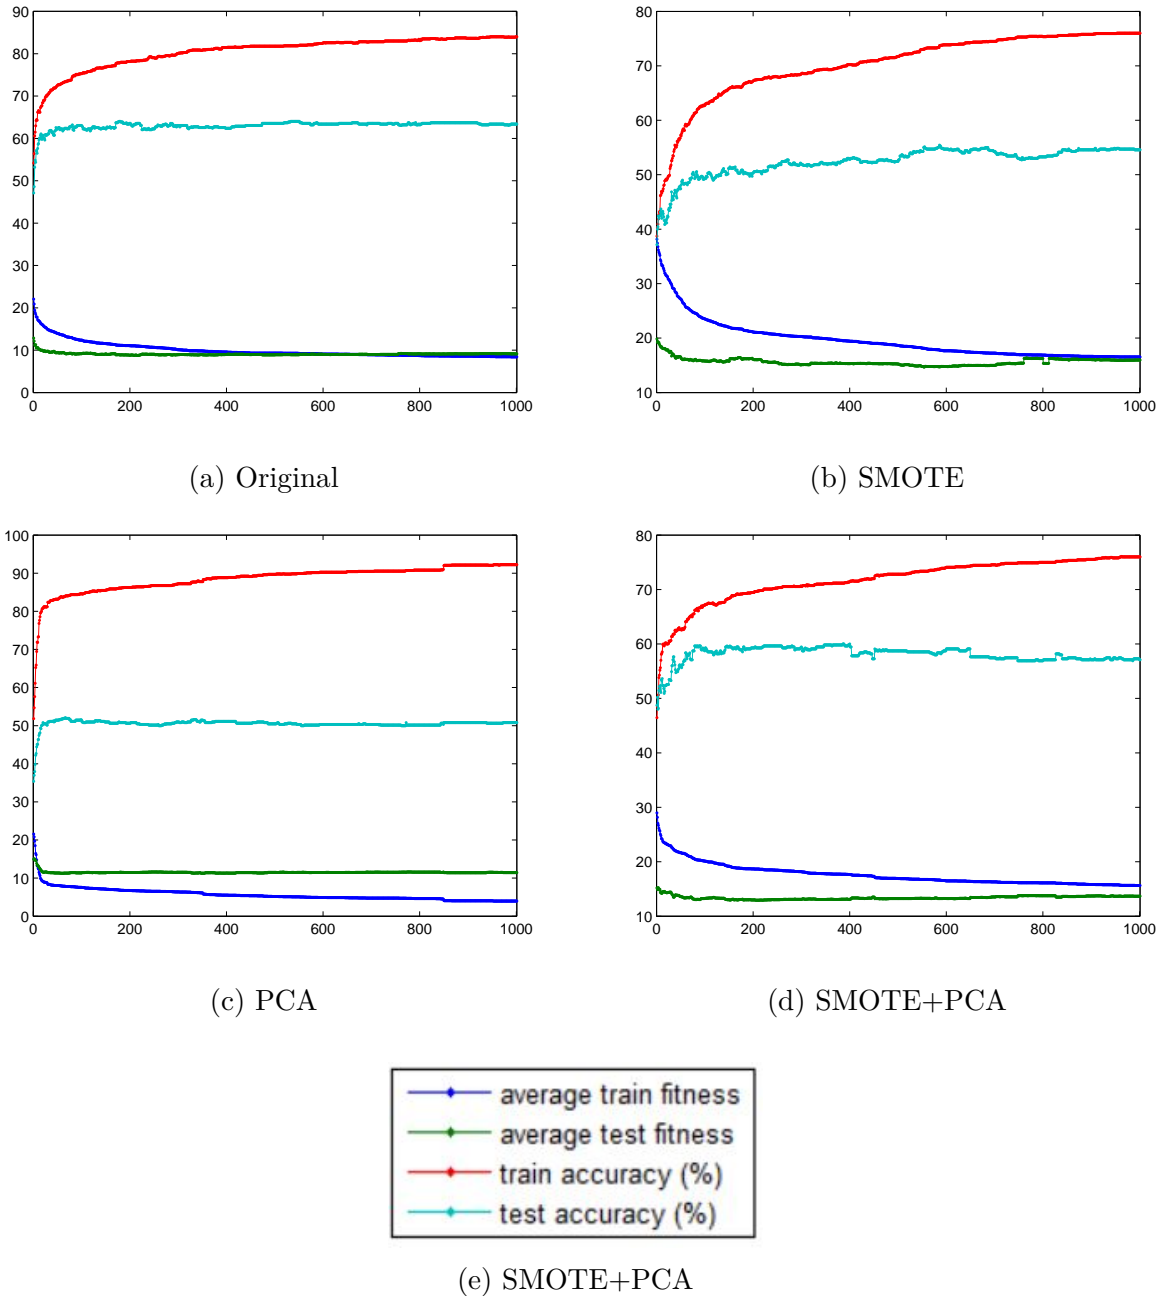 90
80
70
60
50
40
30
20
10
0
0 200 400 600 800 1000
(a) Original
80
70
60
50
40
30
20
10
0 200 400 600 800 1000
(b) SMOTE
100
90
80
70
60
50
40
30
20
10
0
0 200 400 600 800 1000
(c) PCA
80
70
60
50
40
30
20
10
0 200 400 600 800 1000
(d) SMOTE+PCA
average train fitness
average test fitness
train accuracy (%)
test accuracy (%)
(e) SMOTE+PCA